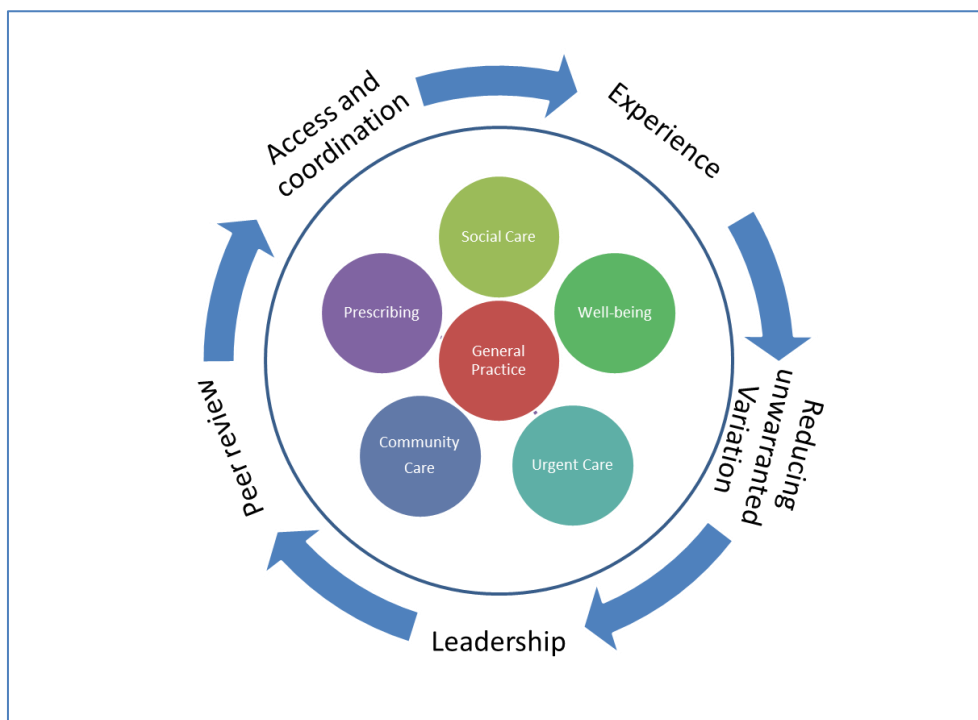 Access and
coordination
Experience
Social Care
Prescribing
Well-being
General
Practice
Community
Care
Urgent Care
Reducing
unwarranted
Variation
Peer review
Leadership